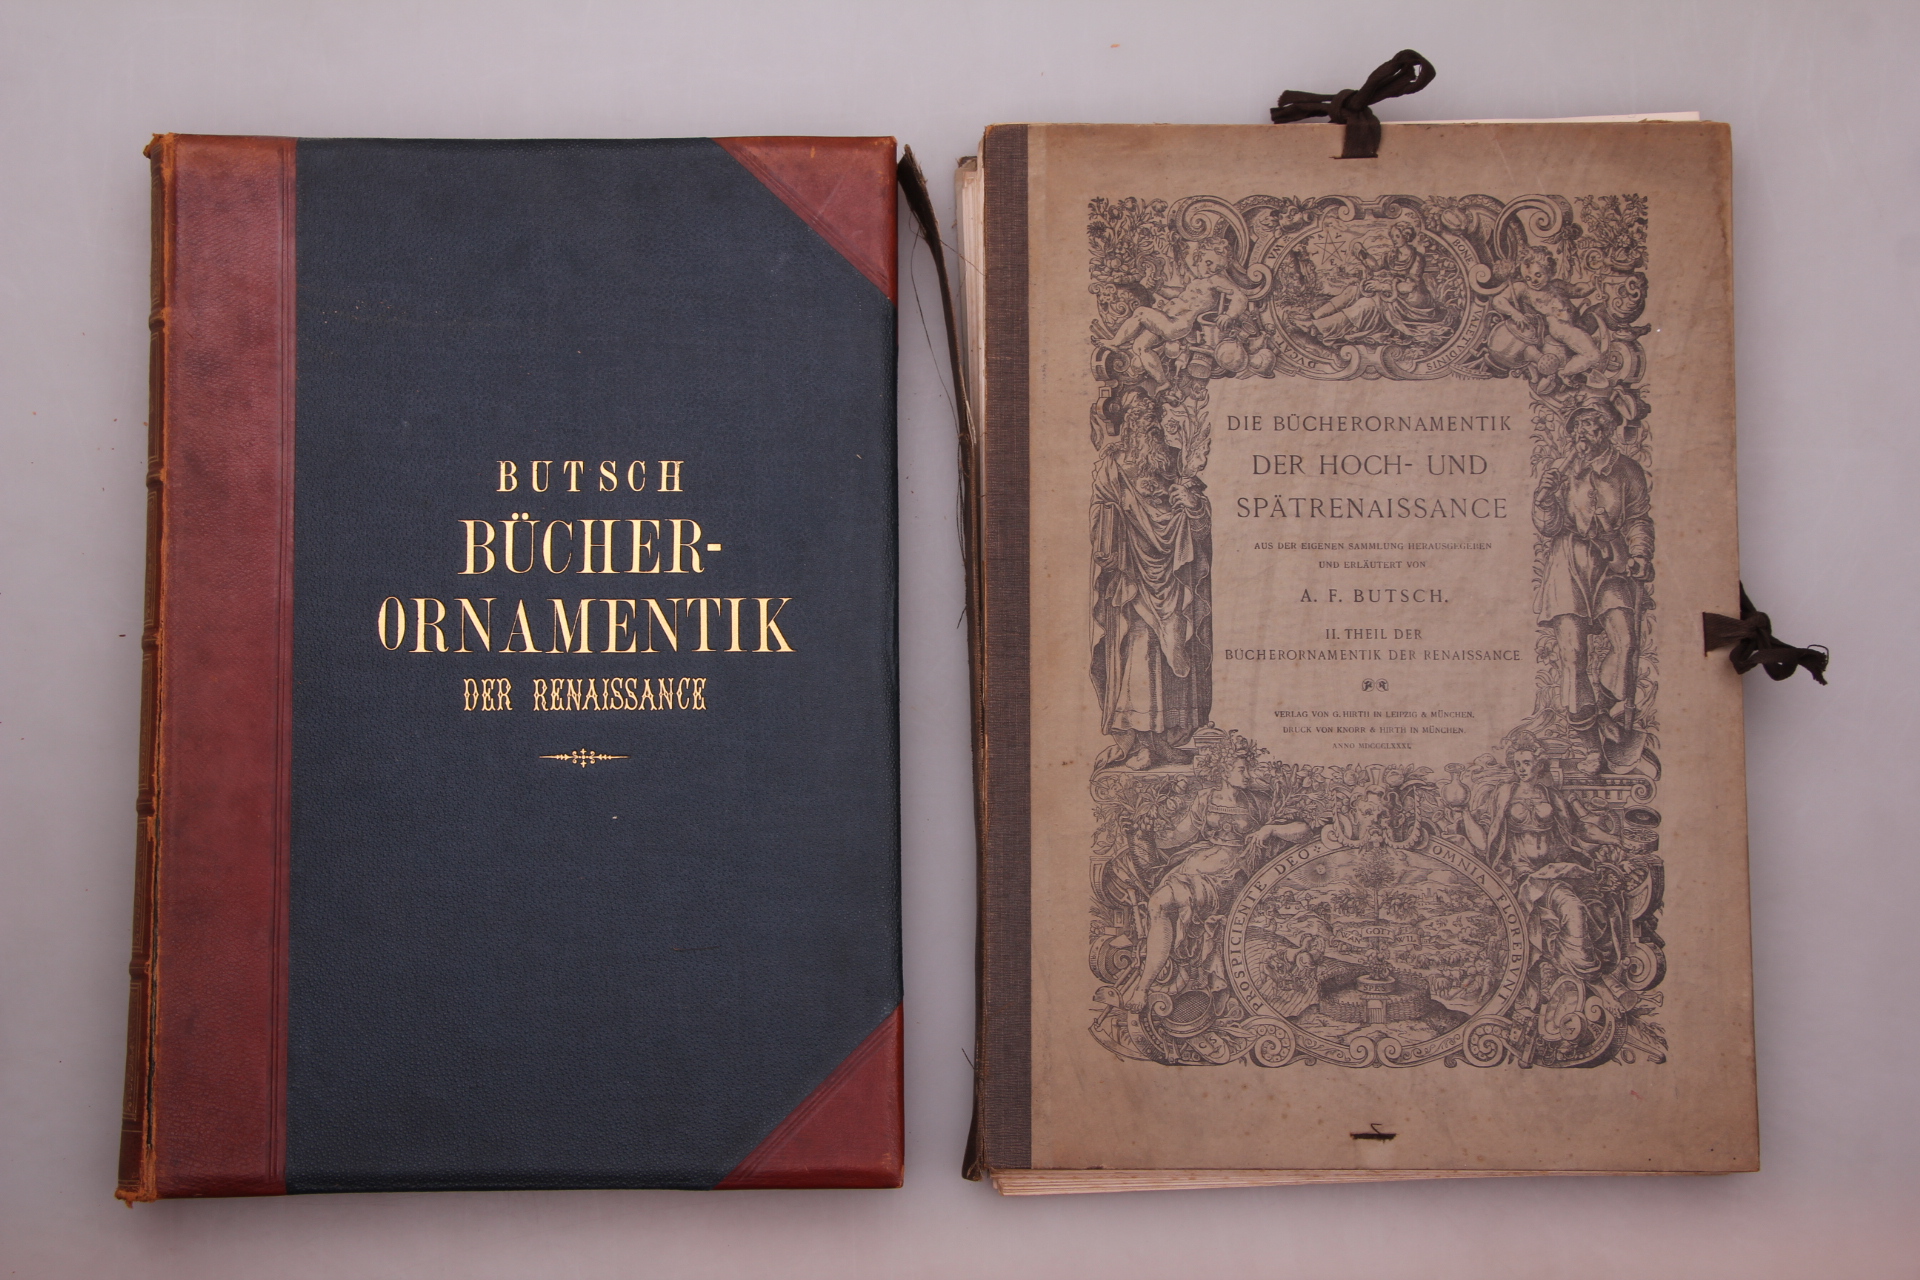 BUTSCH
BÜCHER-
ORNAMENTIK
DER RENAISSANCE
DIE BÜCHERORNAMENTIK
DER HOCH- UND
SPÄTRENAISSANCE
AUS DER EIGENEN SAMMLUNG HERAUSGEGEBEN
UND ERLÄUTERT VON
A. F. BUTSCH.
II. THEIL DER
BÜCHERORNAMENTIK DER RENAISSANCE
VERLAG VON G. HIRTH IN LEIPZIG & MÜNCHEN.
DRUCK VON KNORR & HIRTH IN MÜNCHEN.
PROSPICIENTE DEO
OMNIA FLOREBVNT
SPES